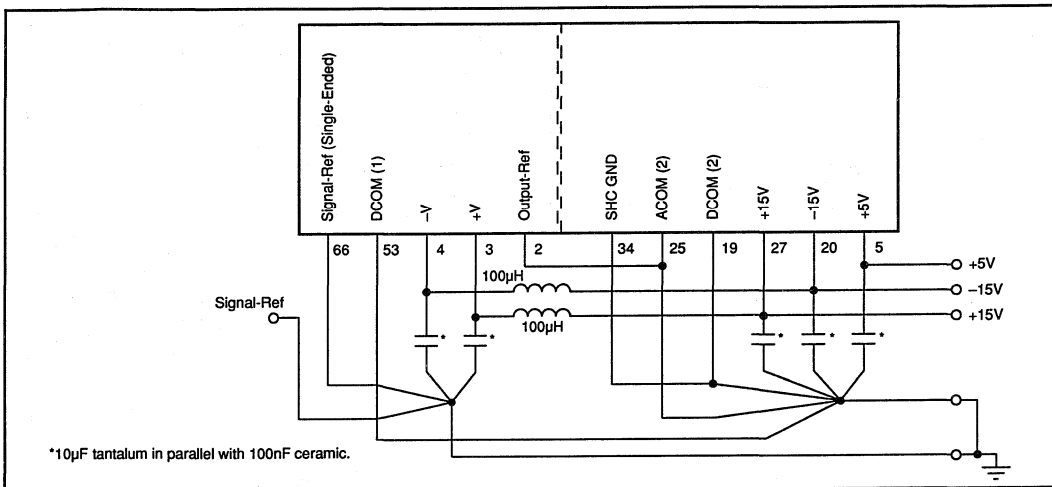 Signal-Ref (Single-Ended)
DCOM (1)
–V
+V
Output-Ref
SHC GND
ACOM (2)
DCOM (2)
+15V
–15V
+5V
66
53
4
3
2
34
25
19
27
20
5
+5V
100µH
–15V
Signal-Ref
+15V
100µH
*
*
*
*
*
*10µF tantalum in parallel with 100nF ceramic.